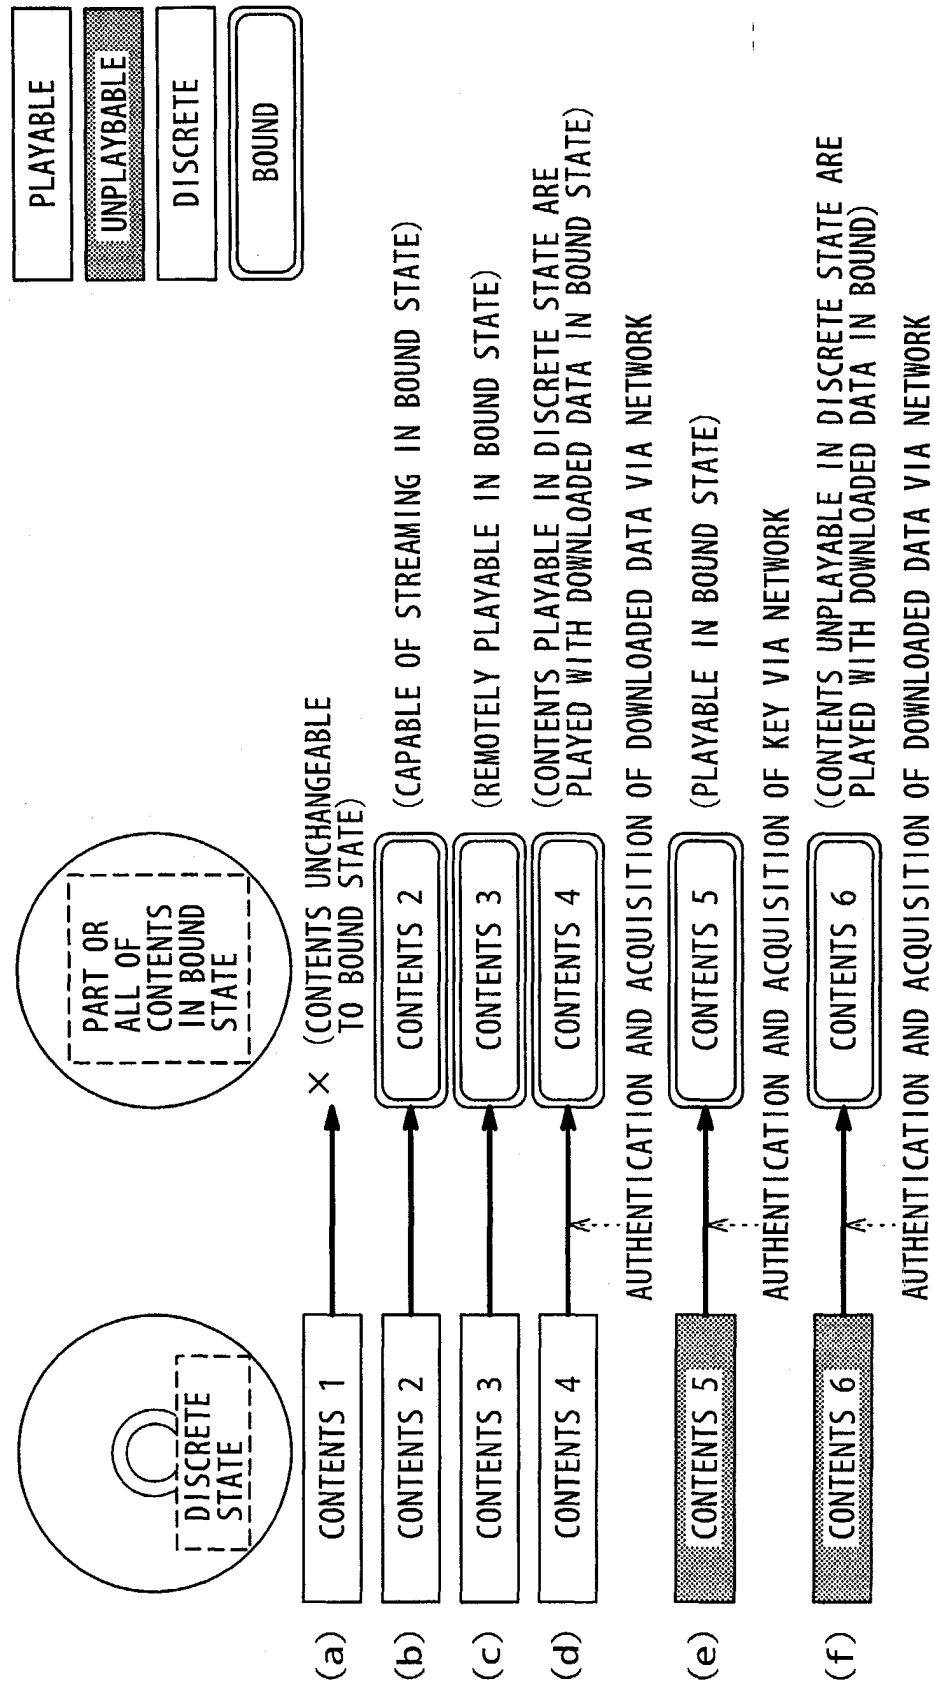 PLAYABLE
UNPLAYBABLE
DISCRETE
BOUND
DISCRETE
STATE
PART OR
ALL OF
CONTENTS
IN BOUND
STATE
(a)
CONTENTS 1
×
(CONTENTS UNCHANGEABLE
TO BOUND STATE)
(b)
CONTENTS 2
CONTENTS 2
(CAPABLE OF STREAMING IN BOUND STATE)
(c)
CONTENTS 3
CONTENTS 3
(REMOTELY PLAYABLE IN BOUND STATE)
(d)
CONTENTS 4
CONTENTS 4
(CONTENTS PLAYABLE IN DISCRETE STATE ARE
PLAYED WITH DOWNLOADED DATA IN BOUND STATE)
AUTHENTICATION AND ACQUISITION OF DOWNLOADED DATA VIA NETWORK
(e)
CONTENTS 5
CONTENTS 5
(PLAYABLE IN BOUND STATE)
AUTHENTICATION AND ACQUISITION OF KEY VIA NETWORK
(f)
CONTENTS 6
CONTENTS 6
(CONTENTS UNPLAYABLE IN DISCRETE STATE ARE
PLAYED WITH DOWNLOADED DATA IN BOUND)
AUTHENTICATION AND ACQUISITION OF DOWNLOADED DATA VIA NETWORK